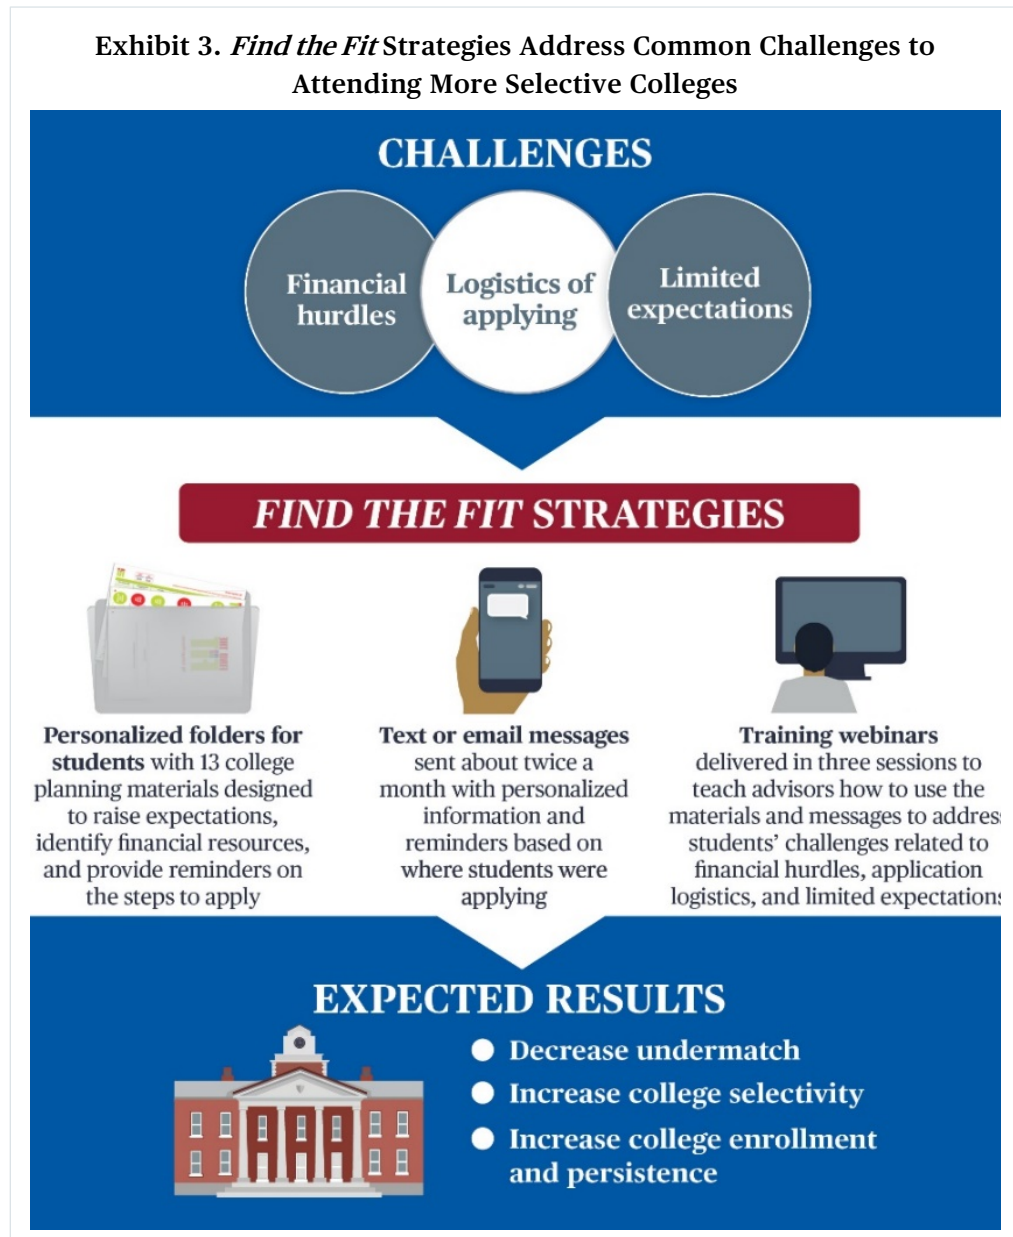 Exhibit 3. Find the Fit Strategies Address Common Challenges to
Attending More Selective Colleges
CHALLENGES
Financial
hurdles
Logistics of
applying
Limited
expectations
FIND THE FIT STRATEGIES
Personalized folders for
students with 13 college
planning materials designed
to raise expectations,
identify financial resources,
and provide reminders on
the steps to apply
Text or email messages
sent about twice a
month with personalized
information and
reminders based on
where students were
applying
Training webinars
delivered in three sessions to
teach advisors how to use the
materials and messages to addres
students’ challenges related to
financial hurdles, application
logistics, and limited expectations
EXPECTED RESULTS
Decrease undermatch
Increase college selectivity
Increase college enrollment
and persistence